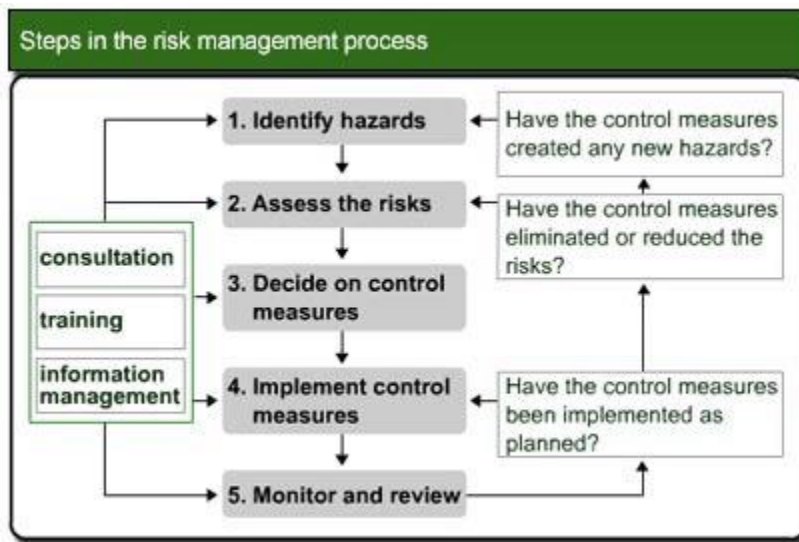 Steps in the risk management process
1. Identify hazards
Have the control measures
created any new hazards?
2. Assess the risks
Have the control measures
eliminated or reduced the
risks?
consultation
training
information
management
3. Decide on control
measures
4. Implement control
measures
Have the control measures
been implemented as
planned?
5. Monitor and review